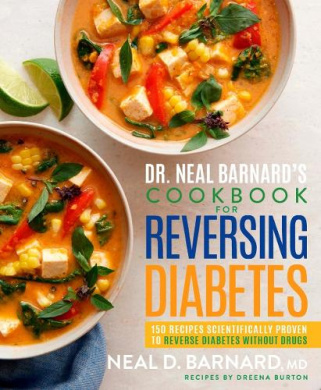 DR. NEAL BARNARD'S
COOKBOOK
FOR
REVERSING
DIABETES
150 RECIPES SCIENTIFICALLY PROVEN
TO REVERSE DIABETES WITHOUT DRUGS
NEAL D. BARNARD, MD
RECIPES BY DREENA BURTON